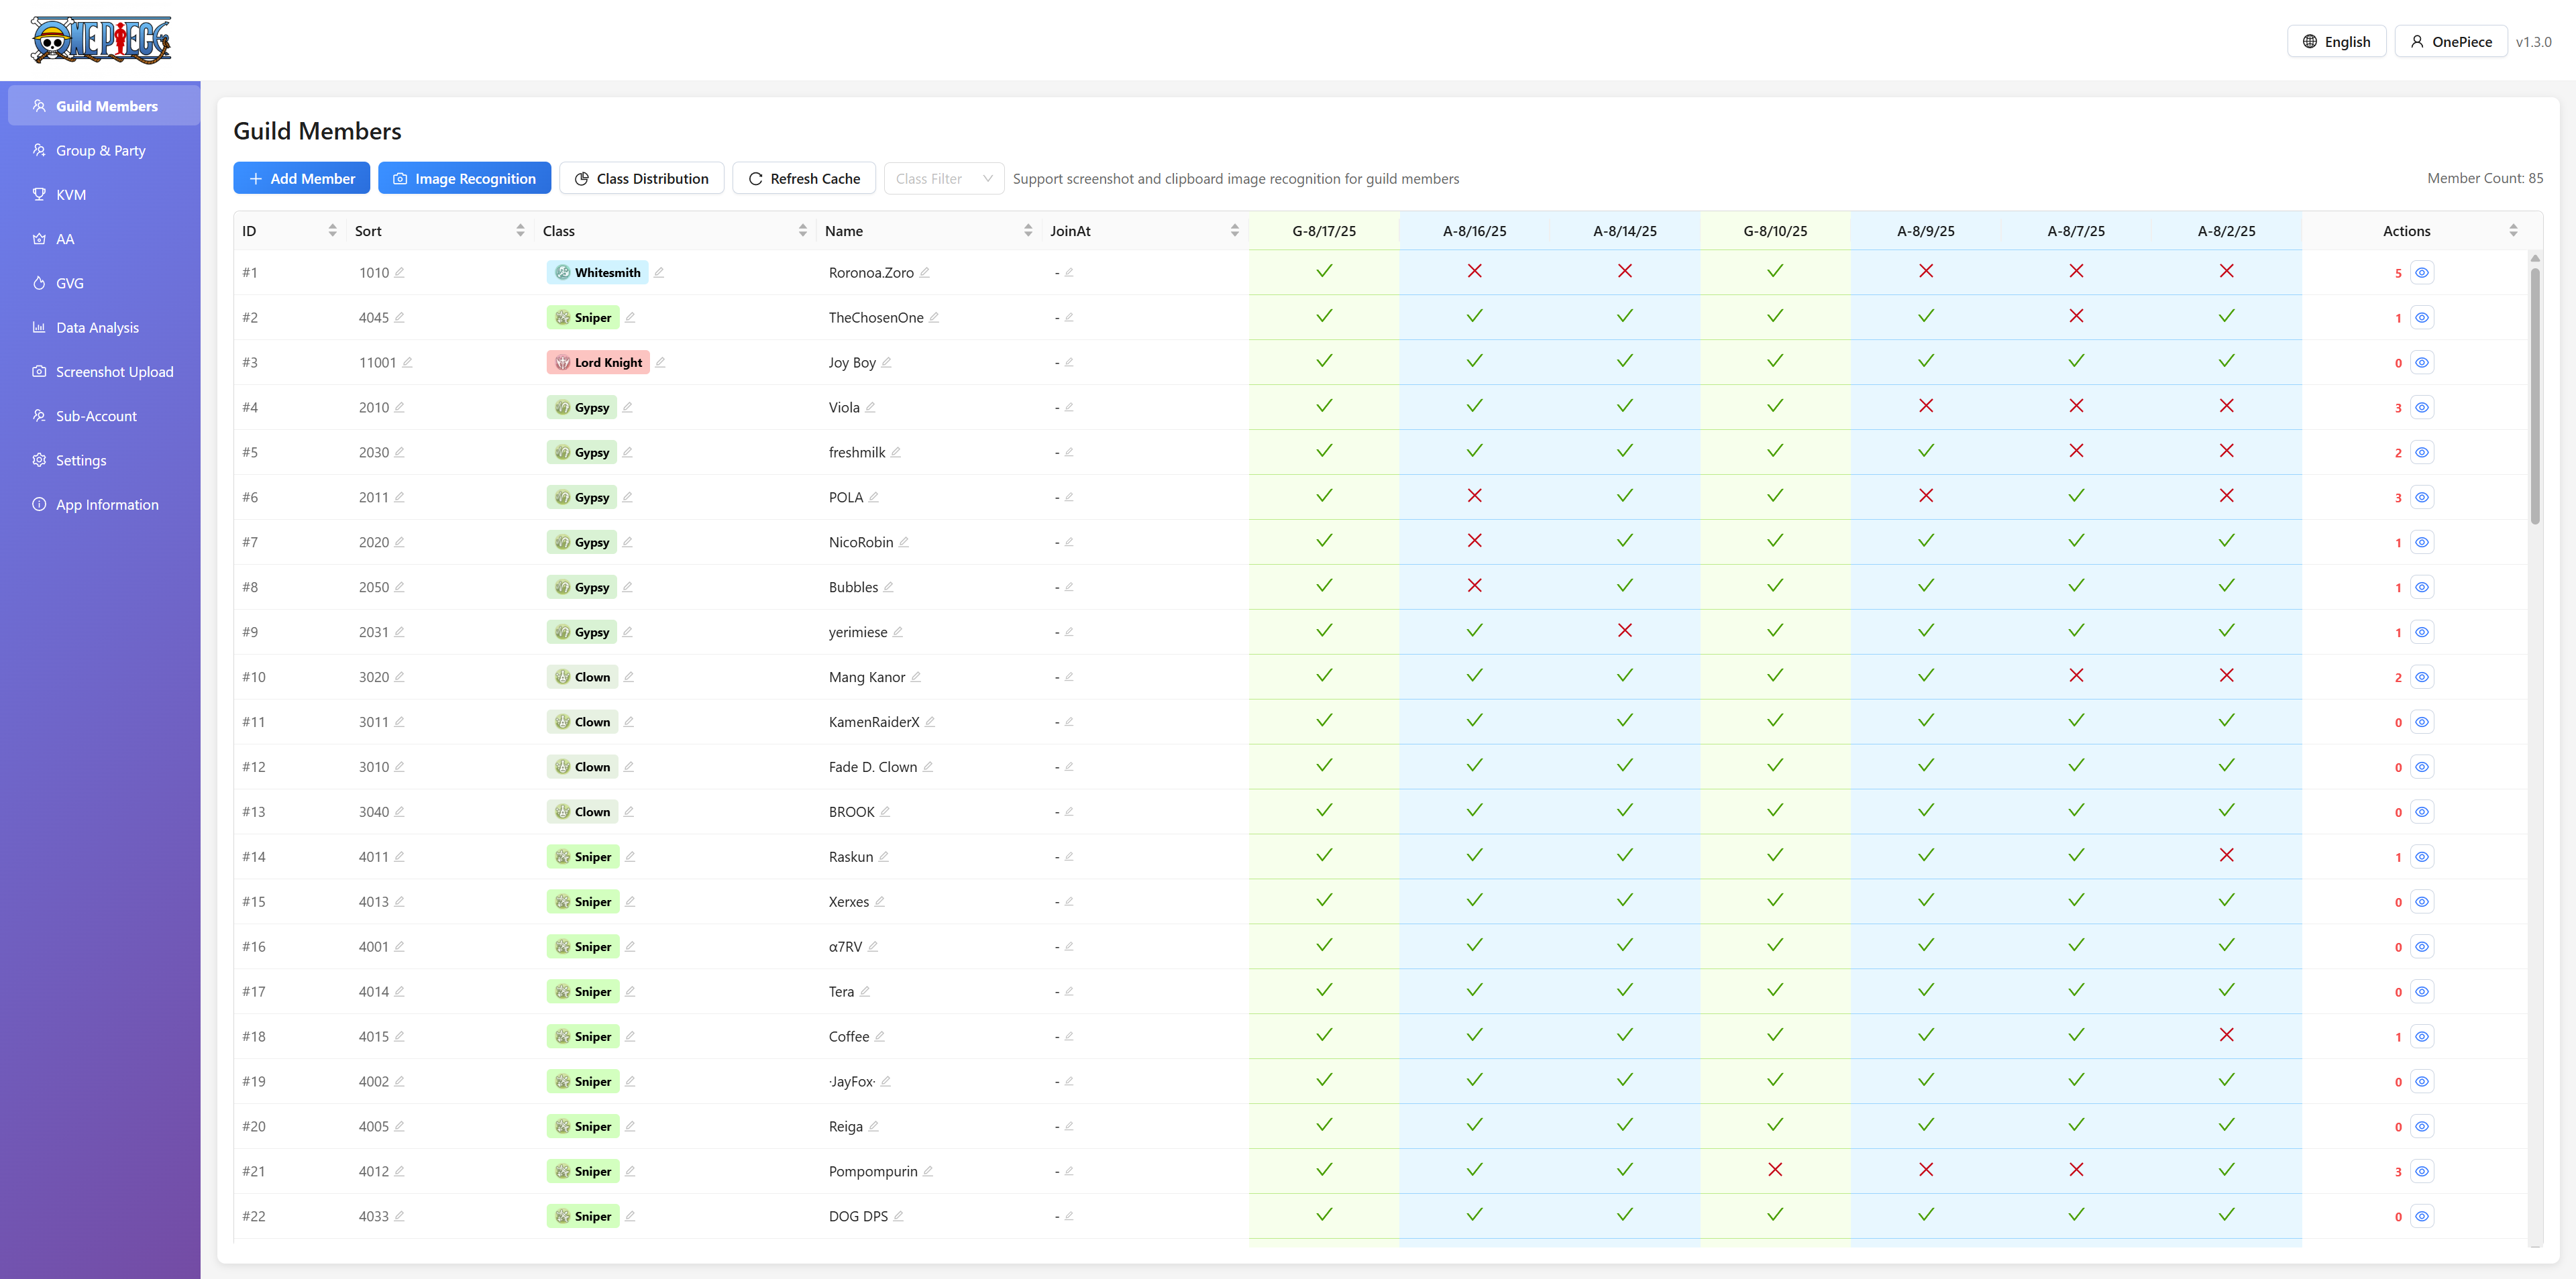 ONE PIECE
English
OnePiece
v1.3.0
Guild Members
Group & Party
KVM
AA
GVG
Data Analysis
Screenshot Upload
Sub-Account
Settings
App Information
Guild Members
Add Member
Image Recognition
Class Distribution
Refresh Cache
Class Filter
Support screenshot and clipboard image recognition for guild members
Member Count: 85
ID Sort Class Name JoinAt G-8/17/25 A-8/16/25 A-8/14/25 G-8/10/25 A-8/9/25 A-8/7/25 A-8/2/25 Actions
#1 1010 Whitesmith Roronoa.Zoro - 5
#2 4045 Sniper TheChosenOne - 1
#3 11001 Lord Knight Joy Boy - 0
#4 2010 Gypsy Viola - 3
#5 2030 Gypsy freshmilk - 2
#6 2011 Gypsy POLA - 3
#7 2020 Gypsy NicoRobin - 1
#8 2050 Gypsy Bubbles - 1
#9 2031 Gypsy yerimiese - 1
#10 3020 Clown Mang Kanor - 2
#11 3011 Clown KamenRaiderX - 0
#12 3010 Clown Fade D. Clown - 0
#13 3040 Clown BROOK - 0
#14 4011 Sniper Raskun - 1
#15 4013 Sniper Xerxes - 0
#16 4001 Sniper α7RV - 0
#17 4014 Sniper Tera - 0
#18 4015 Sniper Coffee - 1
#19 4002 Sniper ·JayFox· - 0
#20 4005 Sniper Reiga - 0
#21 4012 Sniper Pompompurin - 3
#22 4033 Sniper DOG DPS - 0